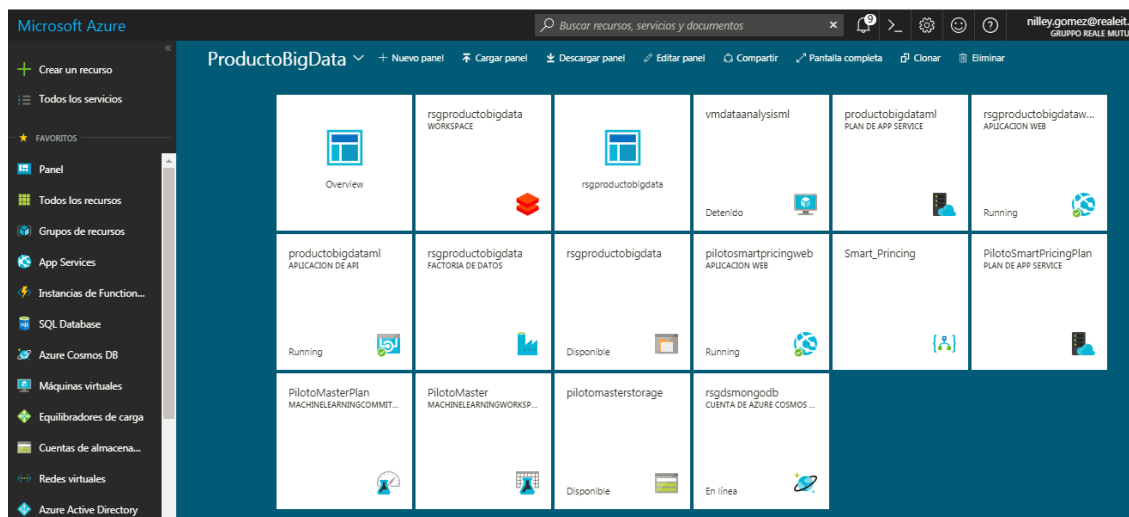 Microsoft Azure
Buscar recursos, servicios y documentos
9
nilley.gomez@realeit.
GRUPPO REALE MUTU
ProductoBigData
+ Nuevo panel
Cargar panel
Descargar panel
Editar panel
Compartir
Pantalla completa
Clonar
Eliminar
Crear un recurso
Todos los servicios
FAVORITOS
Panel
Todos los recursos
Grupos de recursos
App Services
Instancias de Function...
SQL Database
Azure Cosmos DB
Máquinas virtuales
Equilibradores de carga
Cuentas de almacena...
Redes virtuales
Azure Active Directory
Overview
rsgproductobigdata
WORKSPACE
rsgproductobigdata
vmdataanalysisml
Detenido
productobigdataml
PLAN DE APP SERVICE
rsgproductobigdataw...
APLICACION WEB
Running
productobigdataml
APLICACION DE API
Running
rsgproductobigdata
FACTORIA DE DATOS
rsgproductobigdata
Disponible
pilotosmartpricingweb
APLICACION WEB
Running
Smart_Princing
PilotoSmartPricingPlan
PLAN DE APP SERVICE
PilotoMasterPlan
MACHINELEARNINGCOMMIT...
PilotoMaster
MACHINELEARNINGWORKSP...
pilotomasterstorage
Disponible
rsgdsmongodb
CUENTA DE AZURE COSMOS ...
En línea